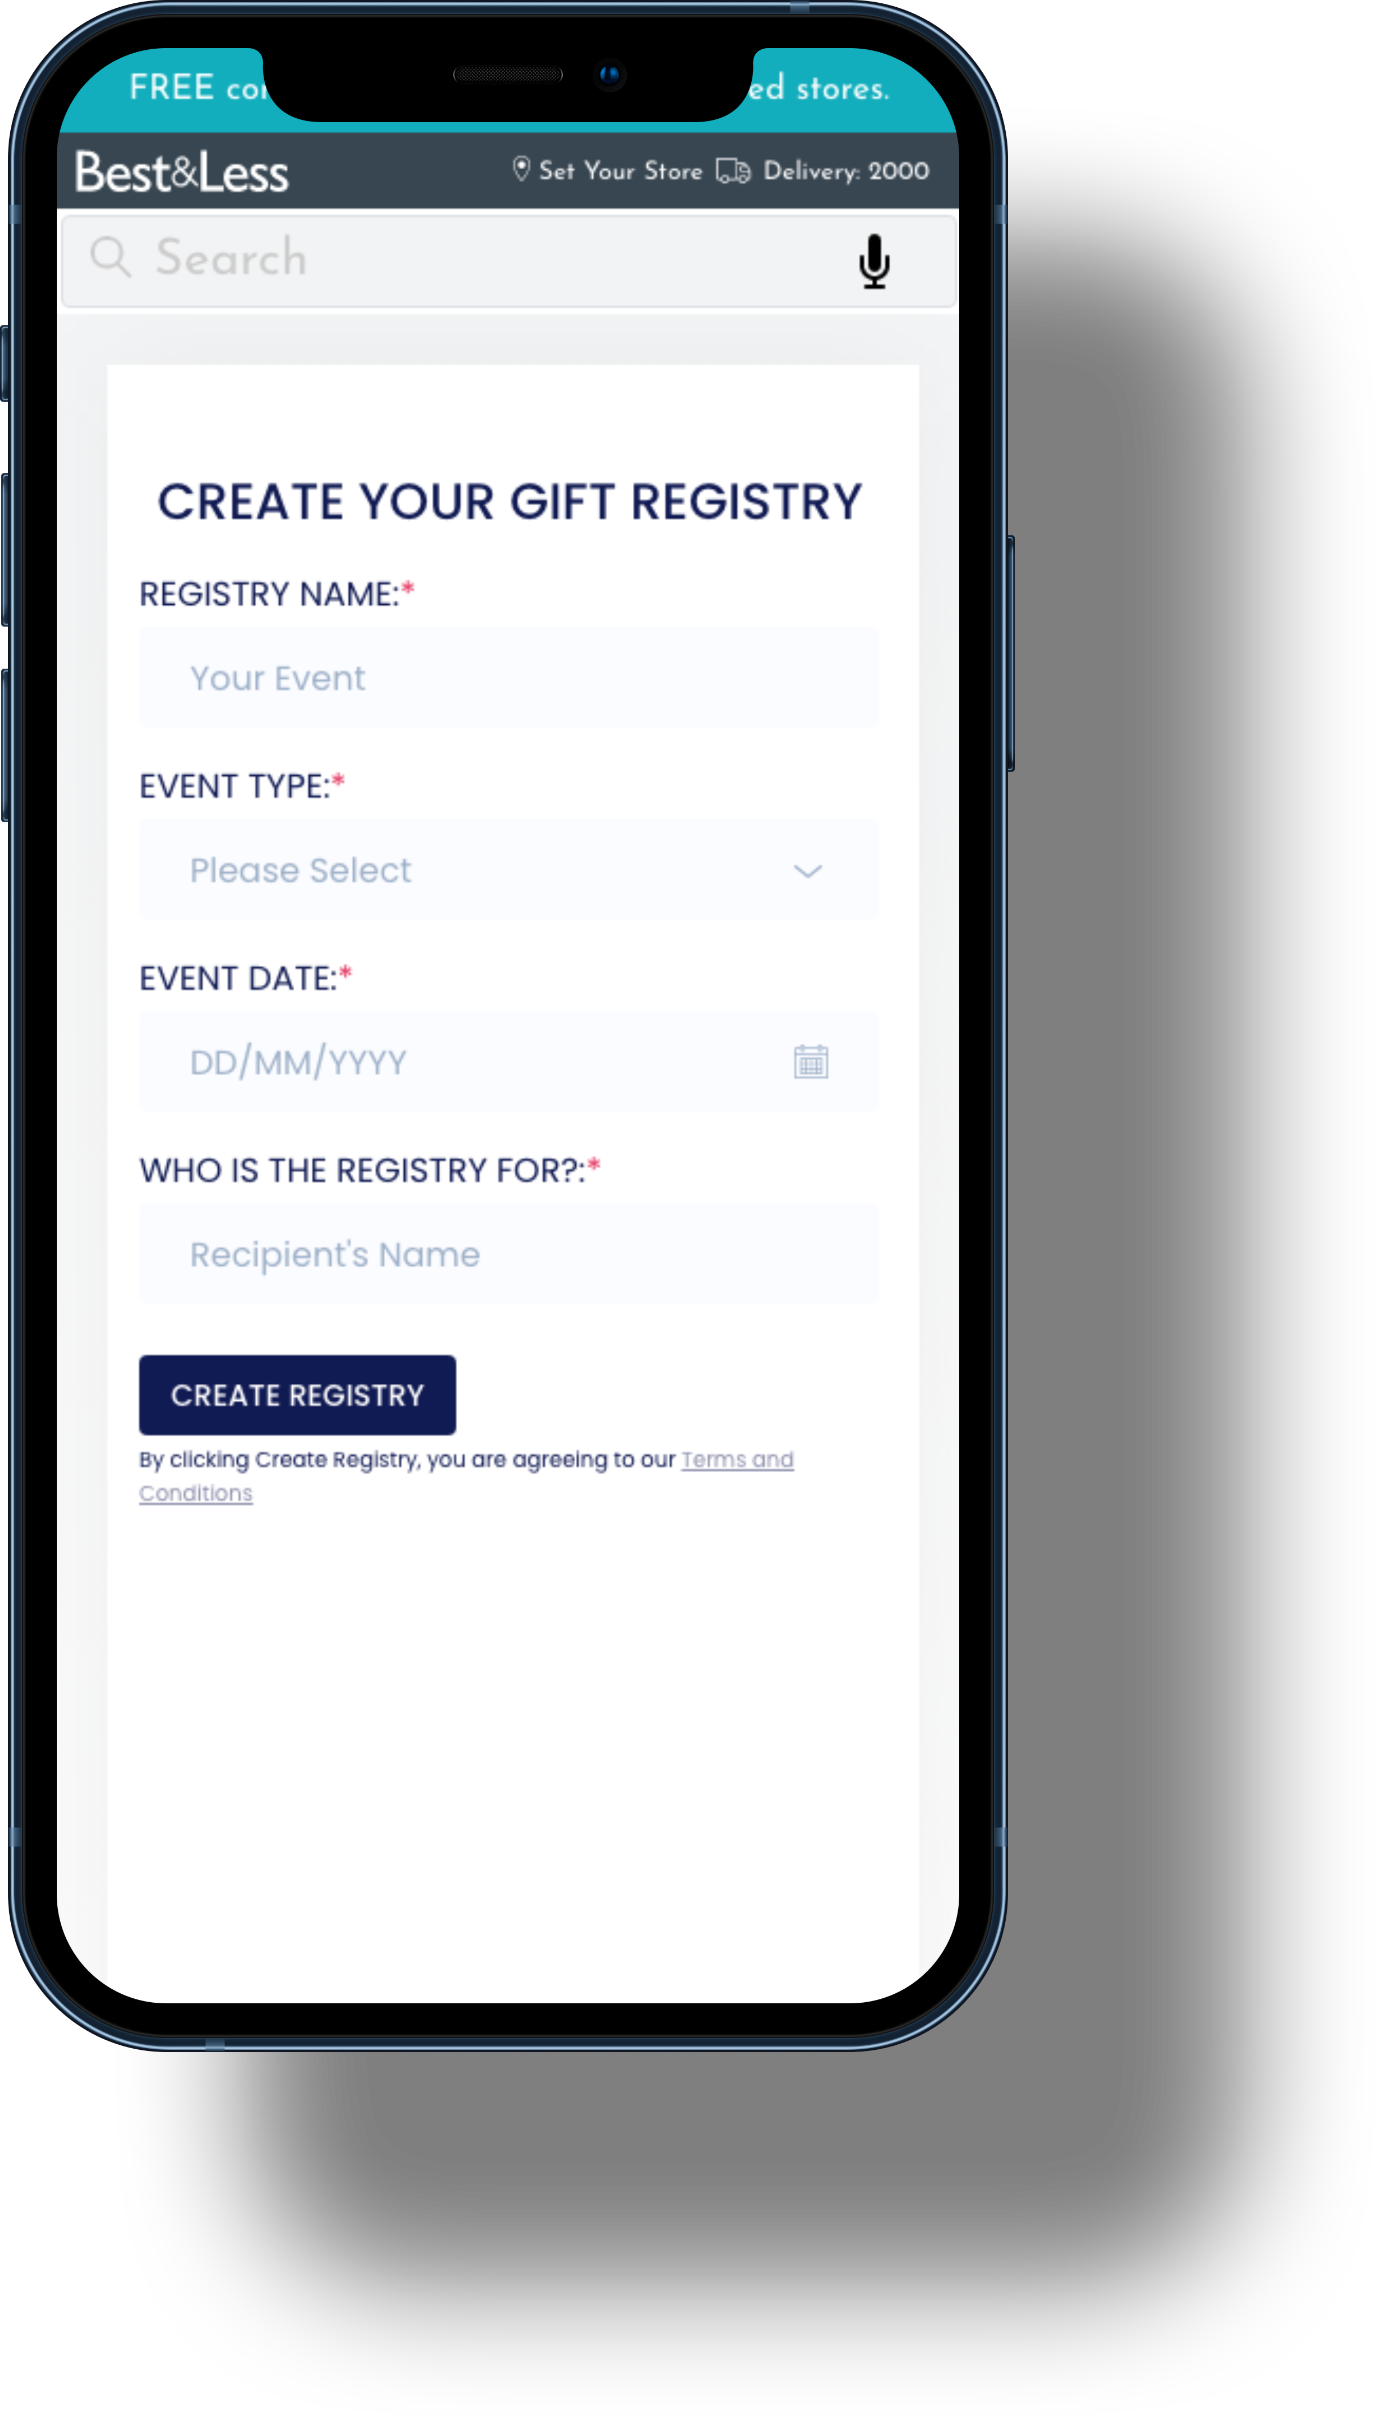 FREE ed stores.
Best&Less Set Your Store Delivery: 2000
Search
CREATE YOUR GIFT REGISTRY
REGISTRY NAME:*
Your Event
EVENT TYPE:*
Please Select
EVENT DATE:*
DD/MM/YYYY
WHO IS THE REGISTRY FOR?:*
Recipient's Name
CREATE REGISTRY
By clicking Create Registry, you are agreeing to our Terms and
Conditions